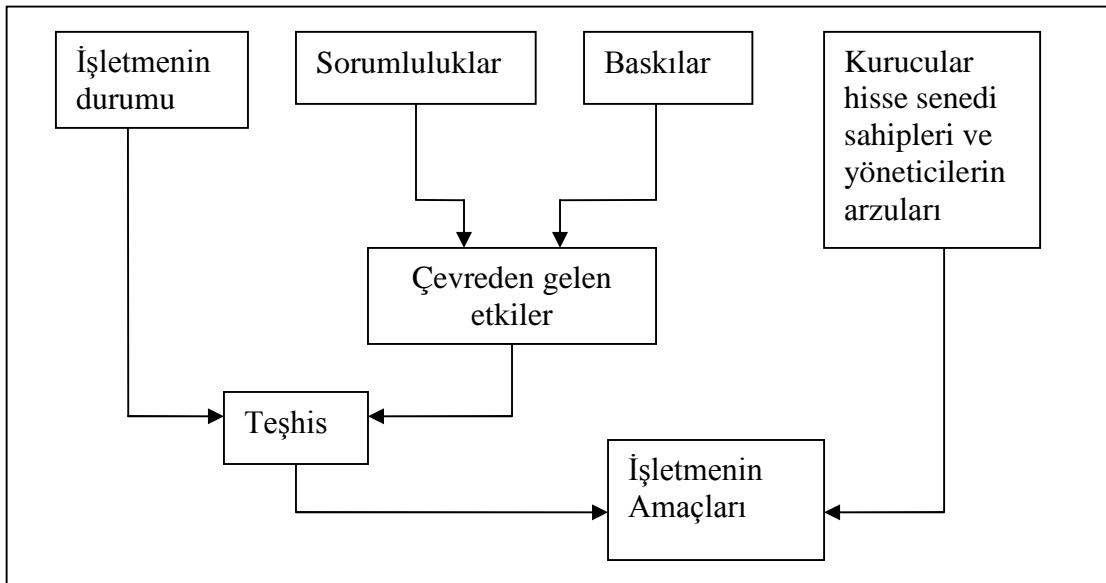 İşletmenin
durumu
Sorumluluklar
Baskılar
Kurucular
hisse senedi
sahipleri ve
yöneticilerin
arzuları
Çevreden gelen
etkiler
Teşhis
İşletmenin
Amaçları